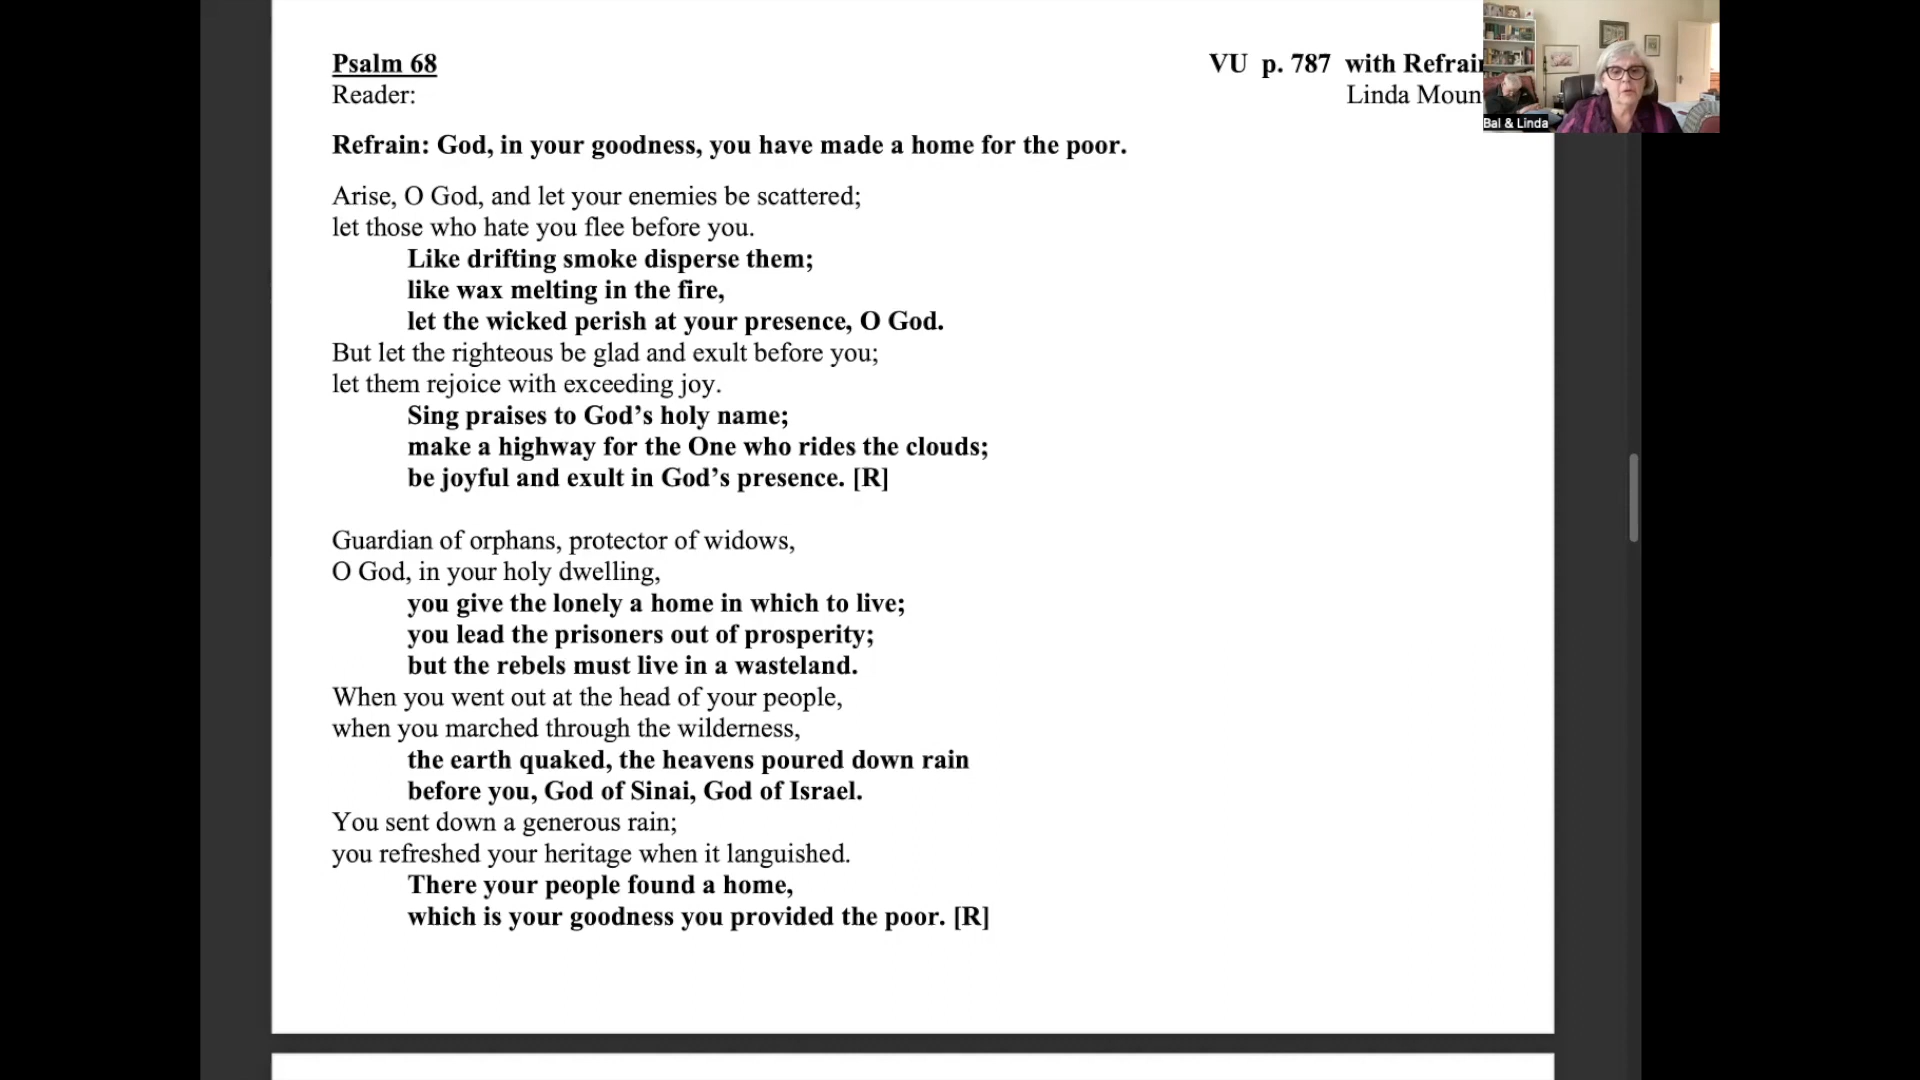 Psalm 68
VU p. 787 with Refrain
Reader:
Linda
Refrain: God, in your goodness, you have made a home for the poor.
Arise, O God, and let your enemies be scattered;
let those who hate you flee before you.
Like drifting smoke disperse them;
like wax melting in the fire,
let the wicked perish at your presence, O God.
But let the righteous be glad and exult before you;
let them rejoice with exceeding joy.
Sing praises to God’s holy name;
make a highway for the One who rides the clouds;
be joyful and exult in God’s presence. [R]
Guardian of orphans, protector of widows,
O God, in your holy dwelling,
you give the lonely a home in which to live;
you lead the prisoners out of prosperity;
but the rebels must live in a wasteland.
When you went out at the head of your people,
when you marched through the wilderness,
the earth quaked, the heavens poured down rain
before you, God of Sinai, God of Israel.
You sent down a generous rain;
you refreshed your heritage when it languished.
There your people found a home,
which is your goodness you provided the poor. [R]
Bal & Linda